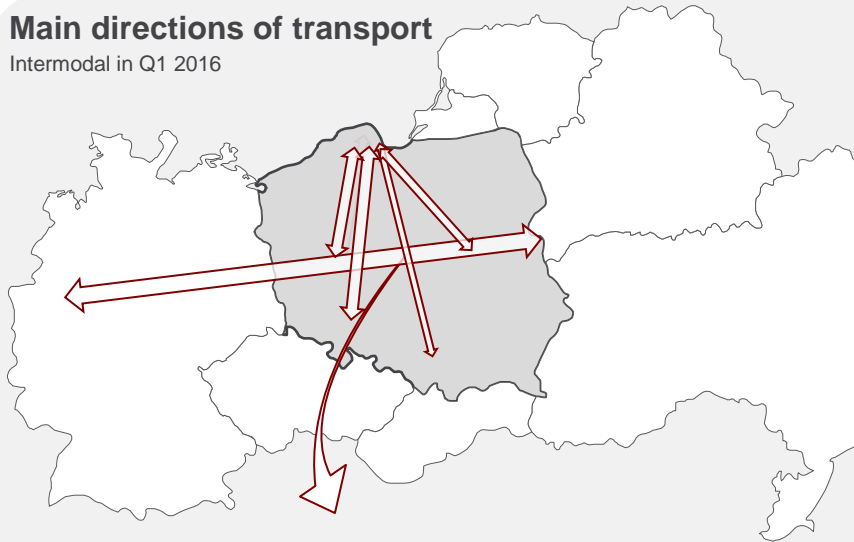 Main directions of transport
Intermodal in Q1 2016